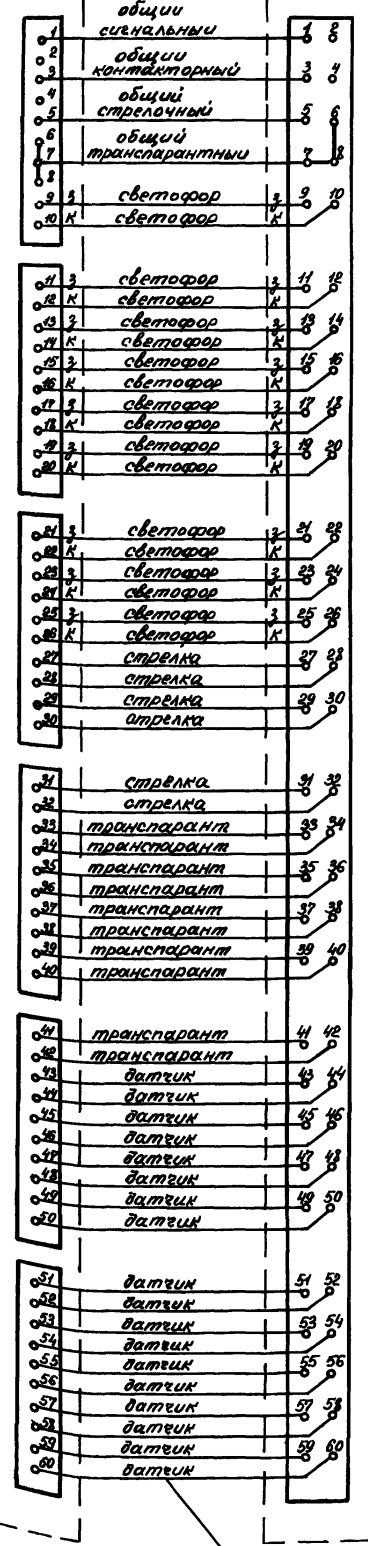 общий
1 сигнальный 1 2
2 общий
3 контакторный 3 4
4 общий
5 стрелочный 5 6
6 общий
7 транспарантный 7 8
8
9 З светофор З 9 10
10 К светофор К
11 З светофор З 11 12
12 К светофор К
13 З светофор З 13 14
14 К светофор К
15 З светофор З 15 16
16 К светофор К
17 З светофор З 17 18
18 К светофор К
19 З светофор З 19 20
20 К светофор К
21 З светофор З 21 22
22 К светофор К
23 З светофор З 23 24
24 К светофор К
25 З светофор З 25 26
26 К светофор К
27 стрелка 27 28
28 стрелка
29 стрелка 29 30
30 стрелка
31 стрелка 31 32
32 стрелка
33 транспарант 33 34
34 транспарант
35 транспарант 35 36
36 транспарант
37 транспарант 37 38
38 транспарант
39 транспарант 39 40
40 транспарант
41 транспарант 41 42
42 транспарант
43 датчик 43 44
44 датчик
45 датчик 45 46
46 датчик
47 датчик 47 48
48 датчик
49 датчик 49 50
50 датчик
51 датчик 51 52
52 датчик
53 датчик 53 54
54 датчик
55 датчик 55 56
56 датчик
57 датчик 57 58
58 датчик
59 датчик 59 60
60 датчик